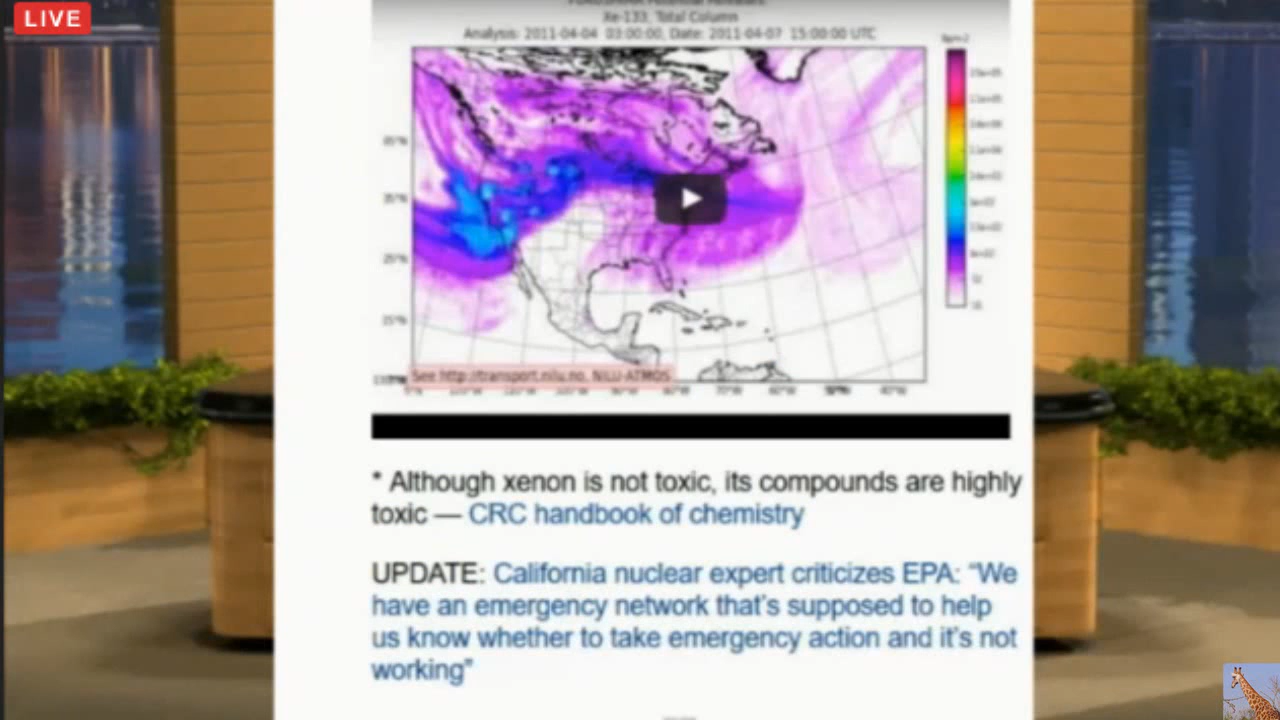 LIVE
Xe-133, Total Column
Analysis: 2011-04-04 03:00:00, Date: 2011-04-07 15:00:00 UTC
35°N
25°N
15°N
See http://transport.nilu.no, NILU-ATMOS
* Although xenon is not toxic, its compounds are highly
toxic — CRC handbook of chemistry
UPDATE: California nuclear expert criticizes EPA: “We
have an emergency network that’s supposed to help
us know whether to take emergency action and it’s not
working”